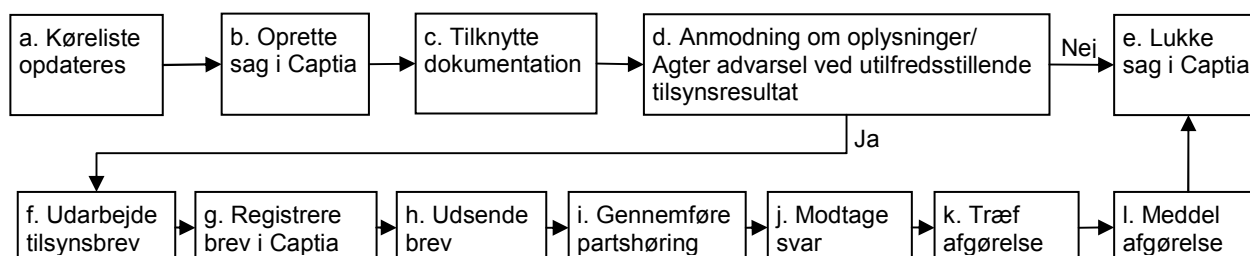 a. Køreliste
opdateres
b. Oprette
sag i Captia
c. Tilknytte
dokumentation
d. Anmodning om oplysninger/
Agter advarsel ved utilfredsstillende
tilsynsresultat
Nej
e. Lukke
sag i Captia
Ja
f. Udarbejde
tilsynsbrev
g. Registrere
brev i Captia
h. Udsende
brev
i. Gennemføre
partshøring
j. Modtage
svar
k. Træf
afgørelse
l. Meddel
afgørelse